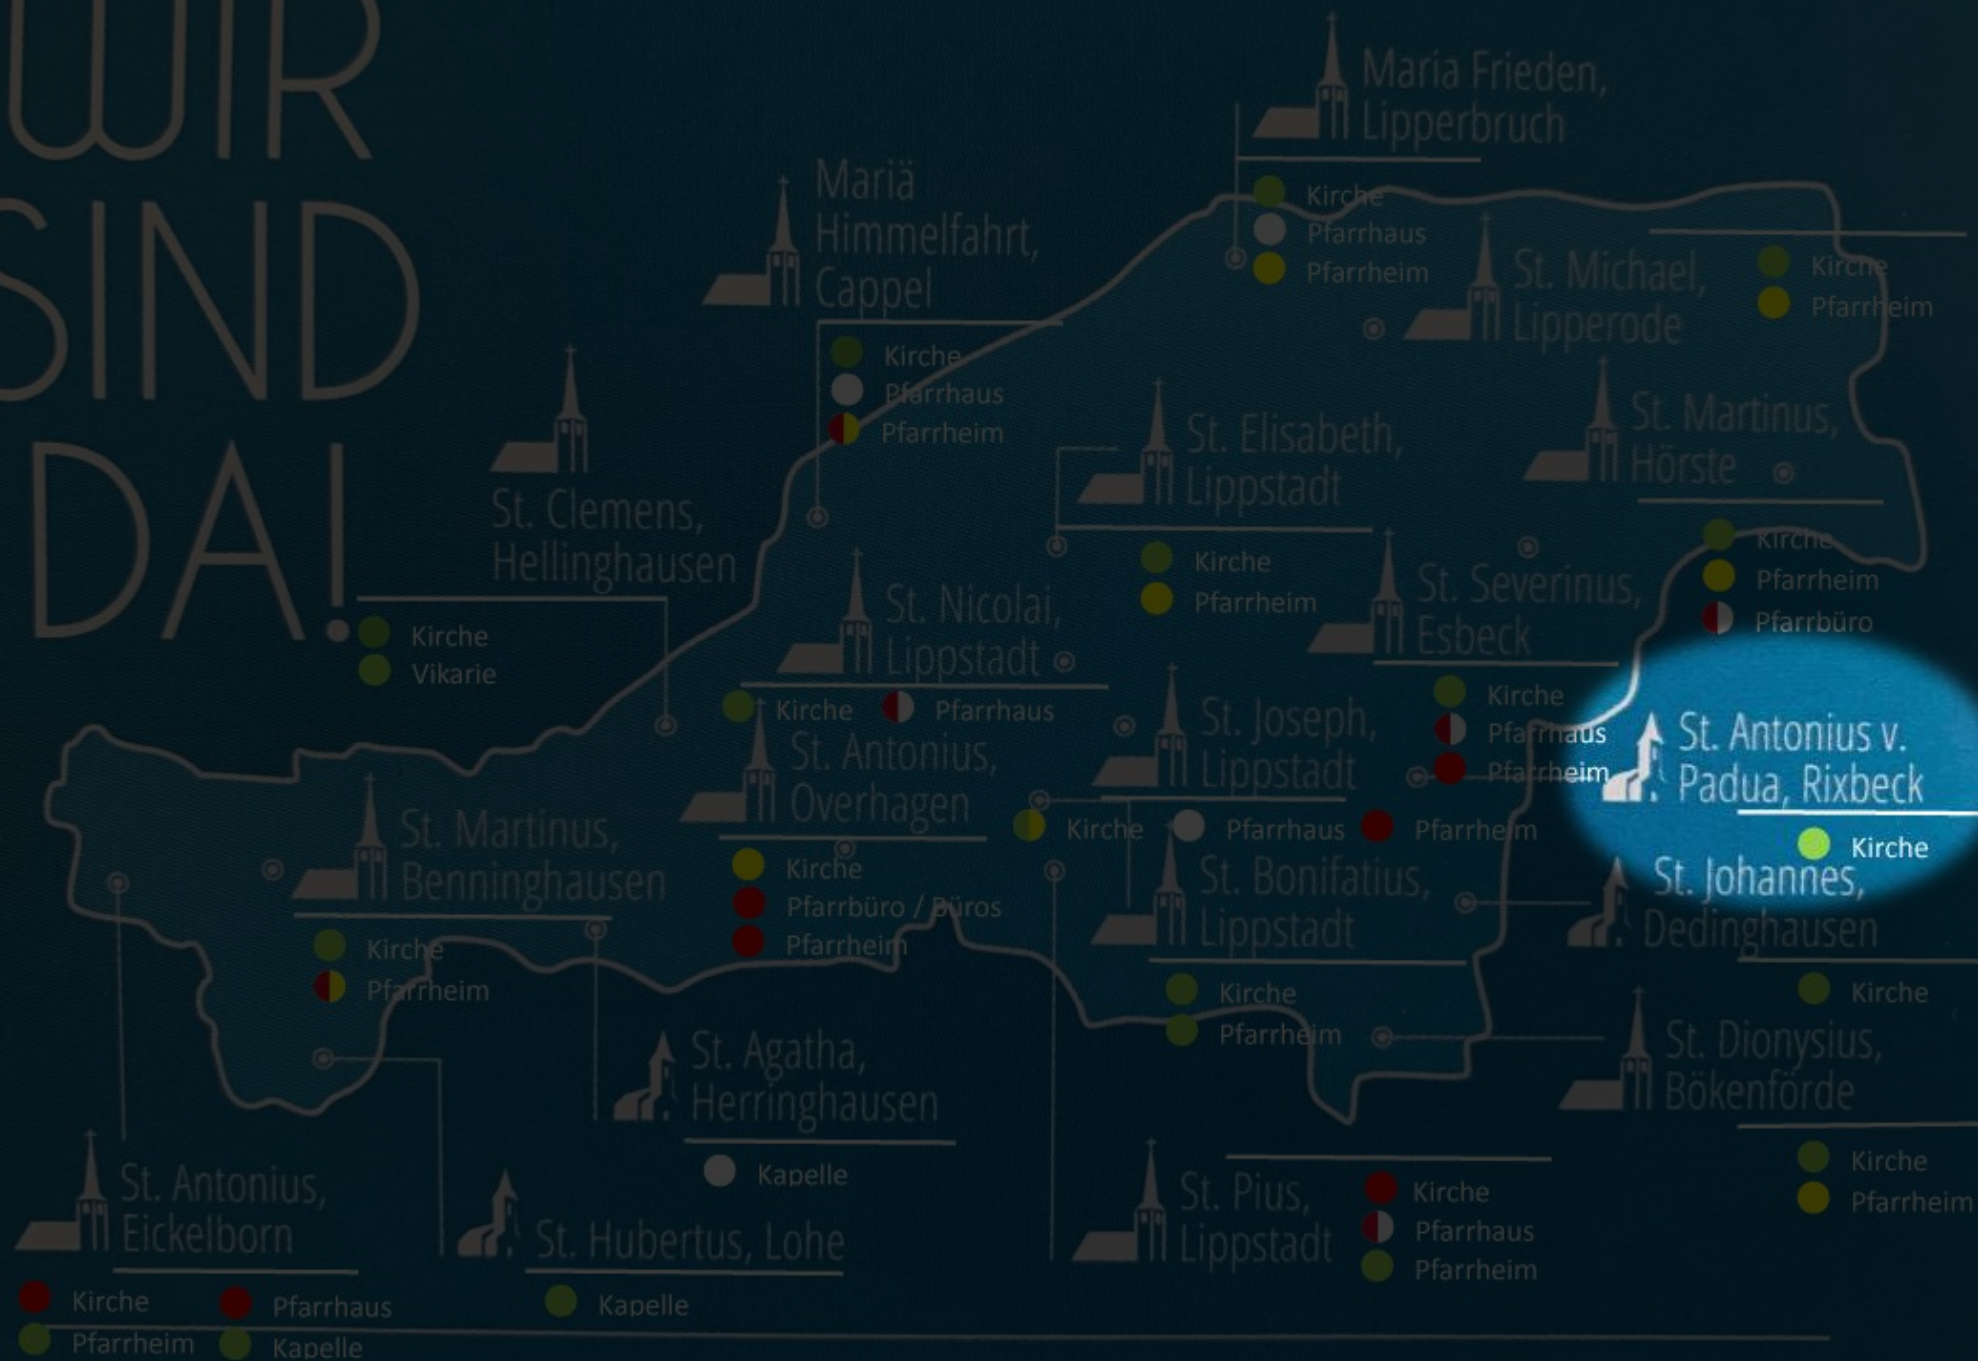 WIR
SIND
DA!
Maria Frieden,
Lipperbruch
Kirche
Pfarrhaus
Pfarrheim
Mariä
Himmelfahrt,
Cappel
Kirche
Pfarrhaus
Pfarrheim
St. Michael,
Lipperode
Kirche
Pfarrheim
St. Clemens,
Hellinghausen
Kirche
Vikarie
St. Elisabeth,
Lippstadt
Kirche
Pfarrheim
St. Martinus,
Hörste
Kirche
Pfarrheim
Pfarrbüro
St. Nicolai,
Lippstadt
Kirche Pfarrhaus
St. Severinus,
Esbeck
Kirche
Pfarrhaus
Pfarrheim
St. Antonius,
Overhagen
Kirche
Pfarrbüro / Büros
Pfarrheim
St. Joseph,
Lippstadt
Kirche Pfarrhaus Pfarrheim
St. Antonius v.
Padua, Rixbeck
Kirche
St. Martinus,
Benninghausen
Kirche
Pfarrheim
St. Bonifatius,
Lippstadt
Kirche
Pfarrheim
St. Johannes,
Dedinghausen
Kirche
St. Agatha,
Herringhausen
Kapelle
St. Dionysius,
Bökenförde
Kirche
Pfarrheim
St. Antonius,
Eickelborn
Kirche Pfarrhaus
Pfarrheim Kapelle
St. Hubertus, Lohe
Kapelle
St. Pius,
Lippstadt
Kirche
Pfarrhaus
Pfarrheim